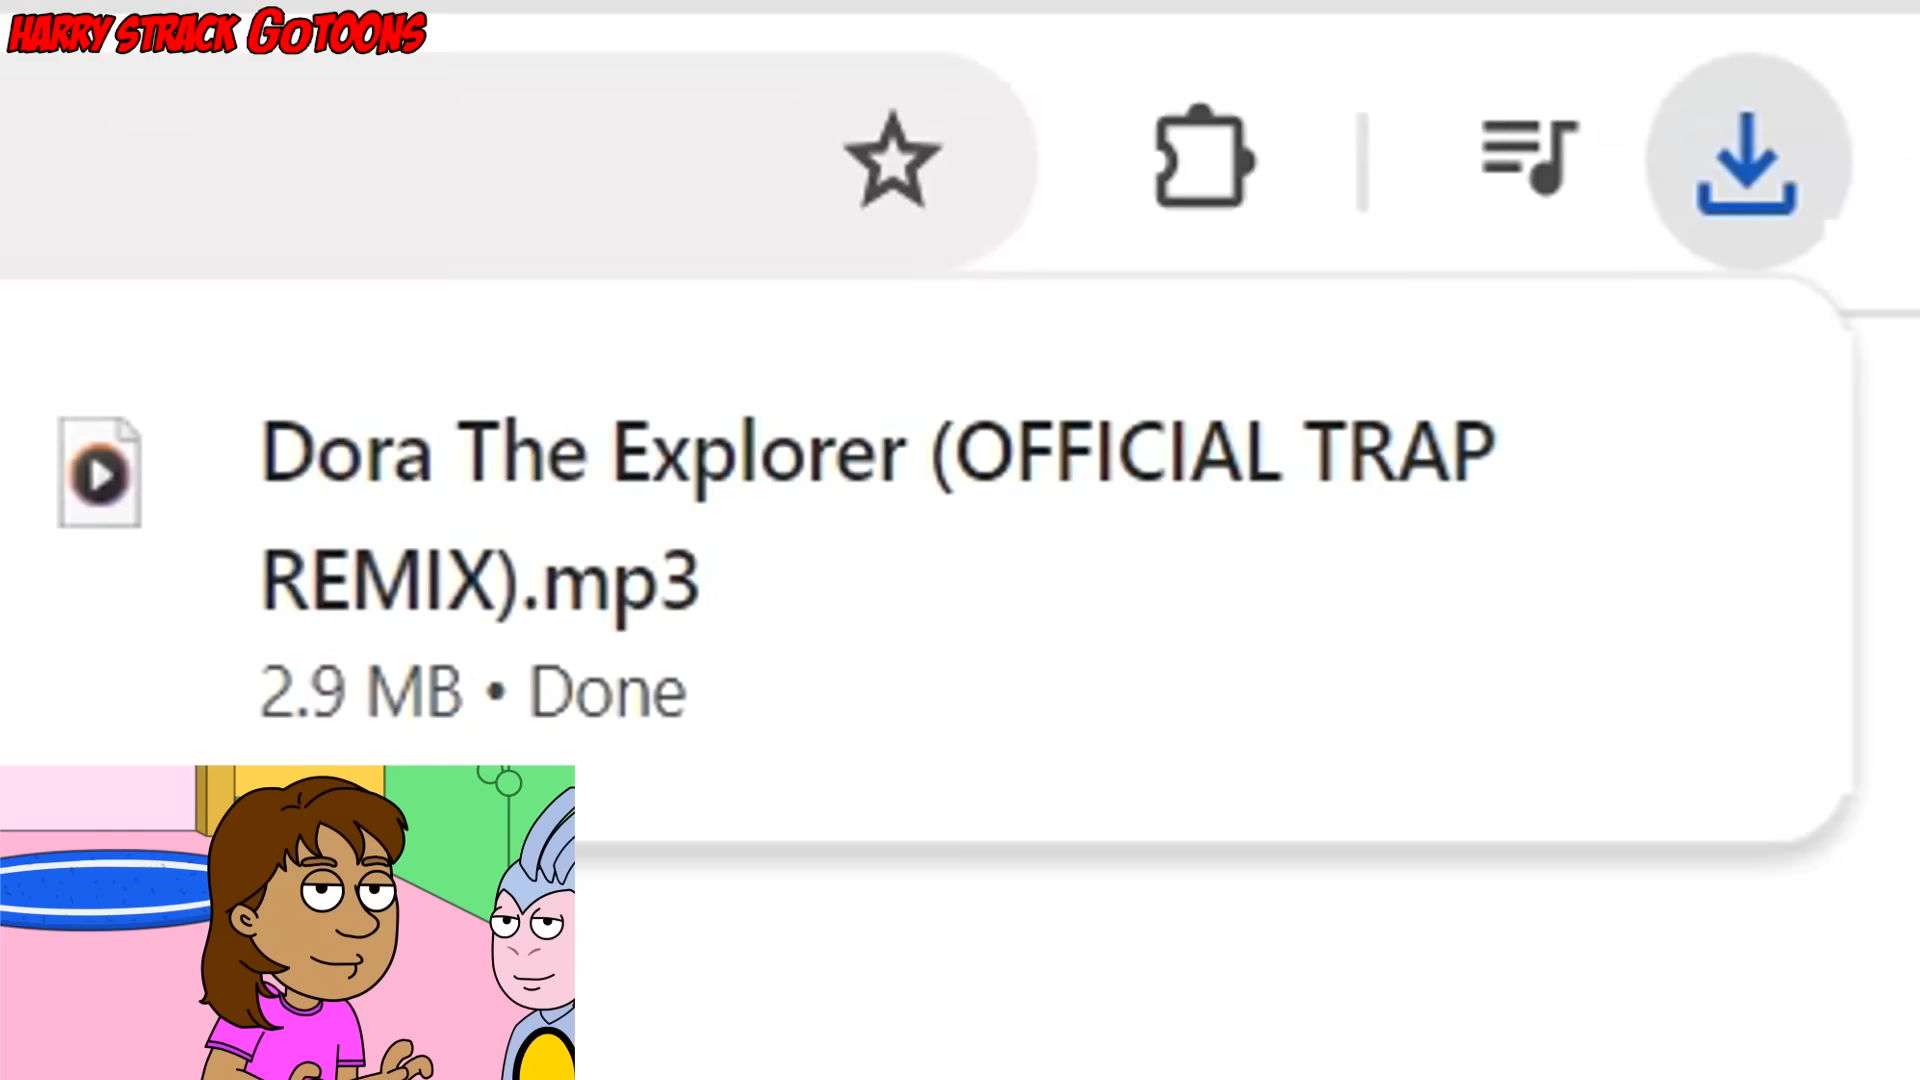 HARRY STRACK GOTOONS
Dora The Explorer (OFFICIAL TRAP
REMIX).mp3
2.9 MB • Done